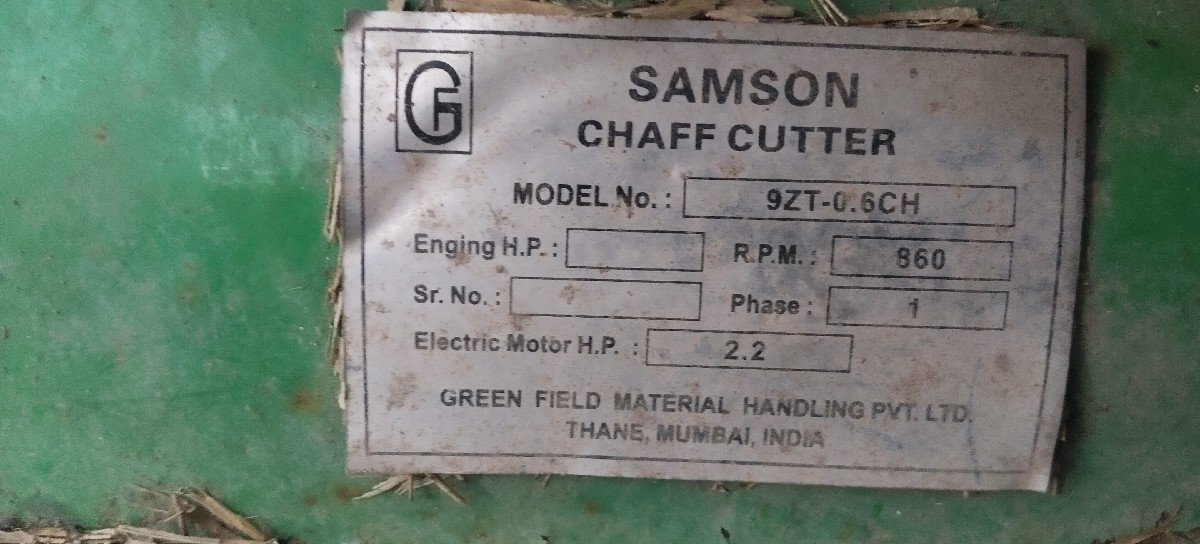 GF
SAMSON
CHAFF CUTTER
MODEL No. : 9ZT-0.6CH
Enging H.P. : R.P.M. : 860
Sr. No. : Phase : 1
Electric Motor H.P. : 2.2
GREEN FIELD MATERIAL HANDLING PVT. LTD.
THANE, MUMBAI, INDIA